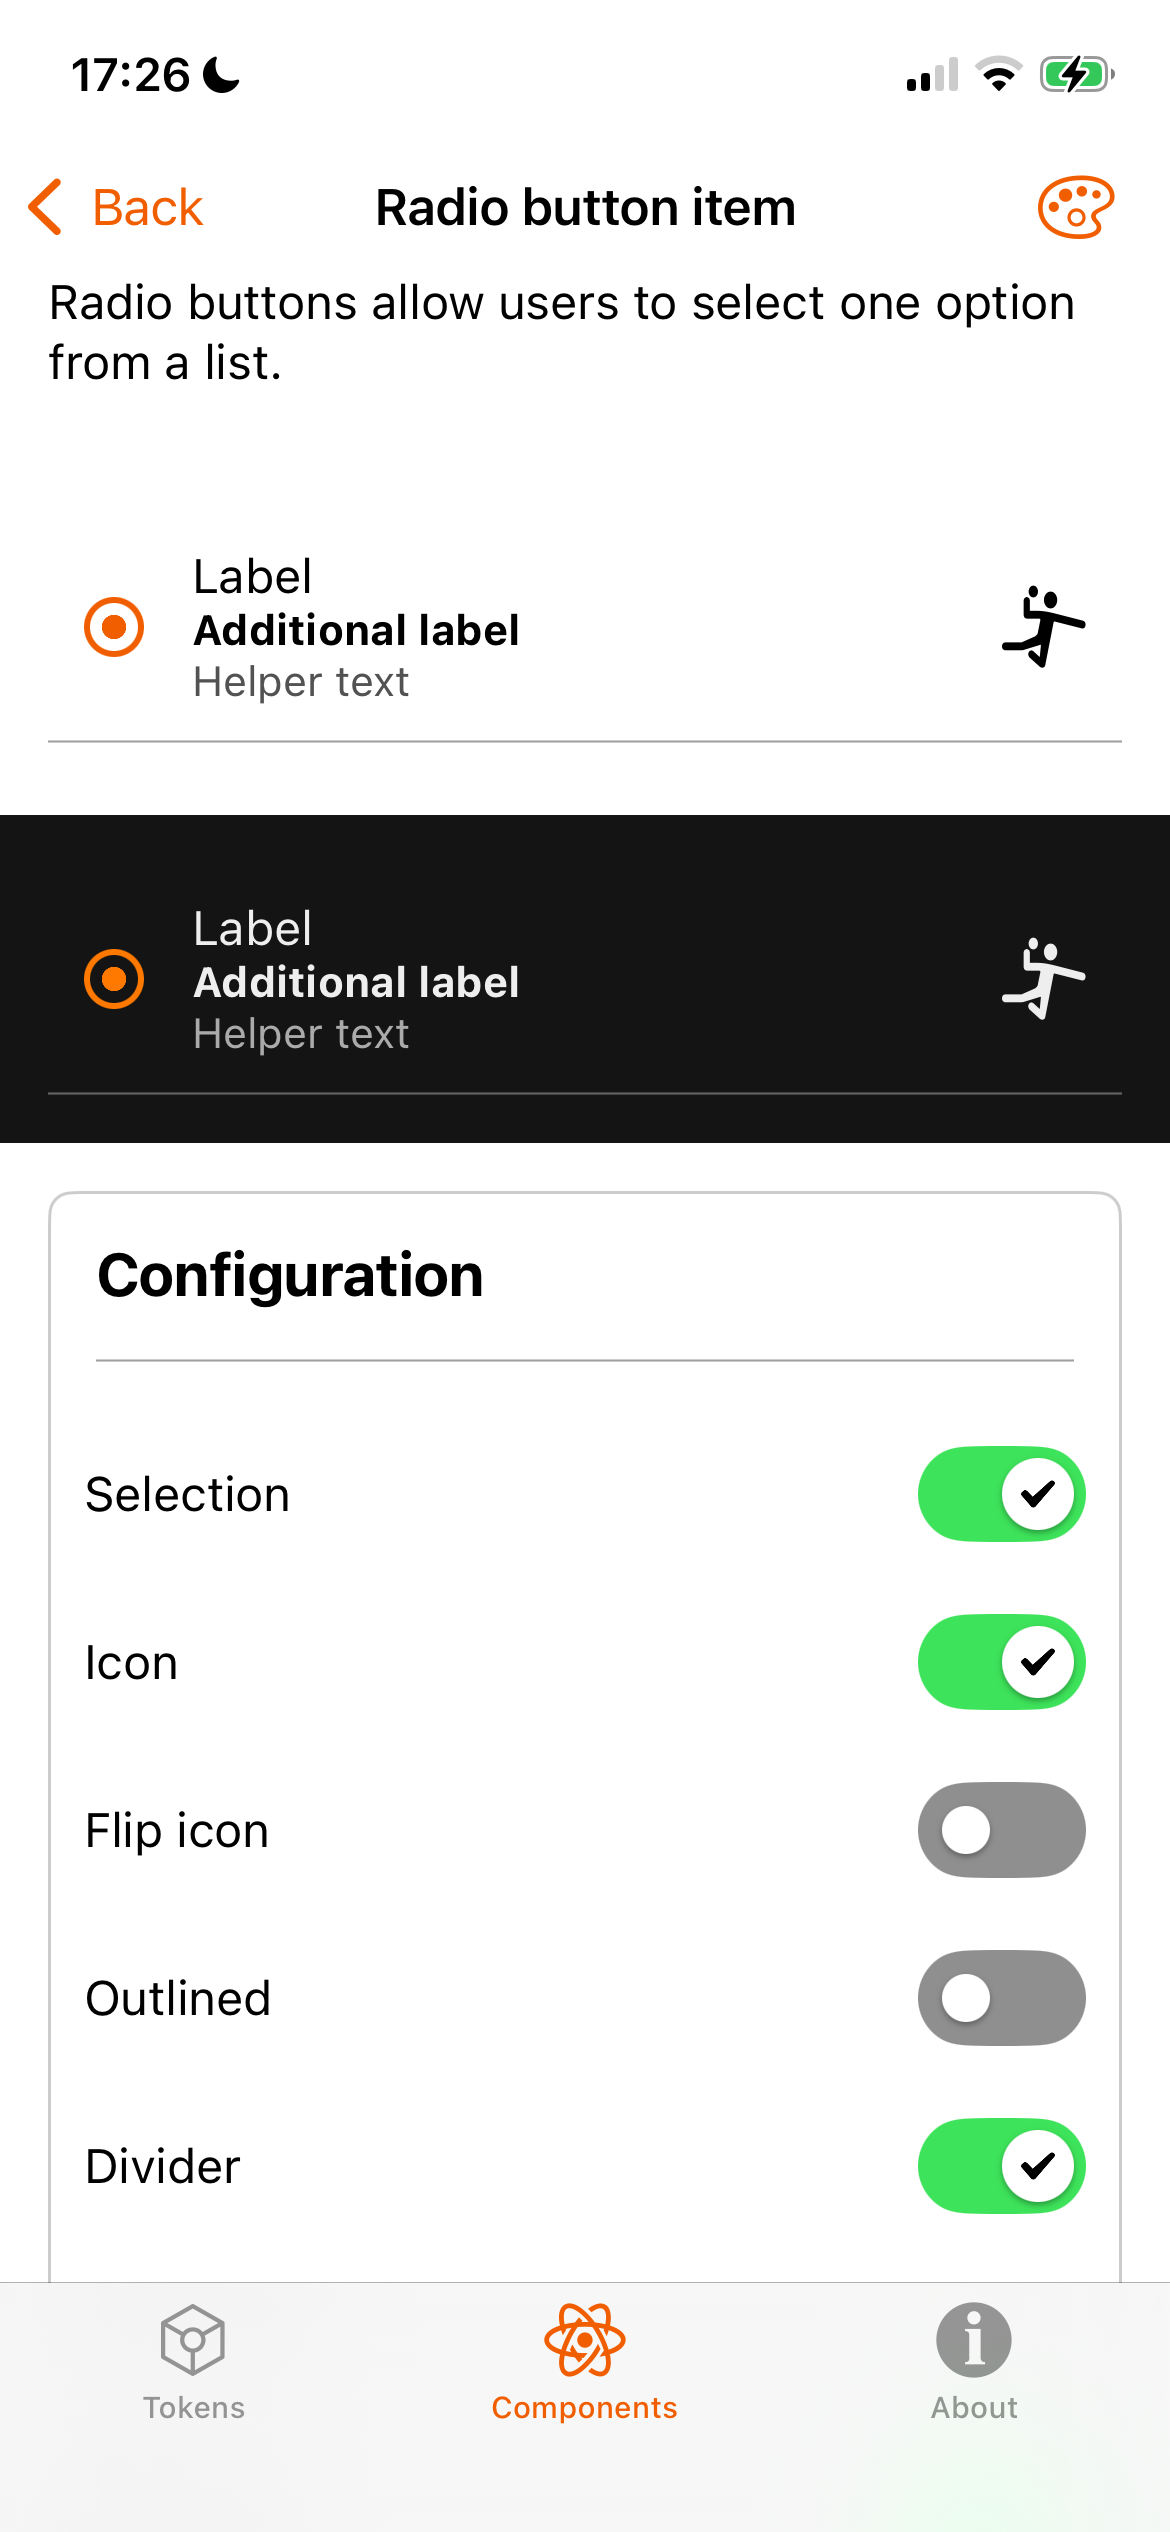 17:26
Back
Radio button item
Radio buttons allow users to select one option
from a list.
Label
Additional label
Helper text
Label
Additional label
Helper text
Configuration
Selection
Icon
Flip icon
Outlined
Divider
Tokens
Components
About